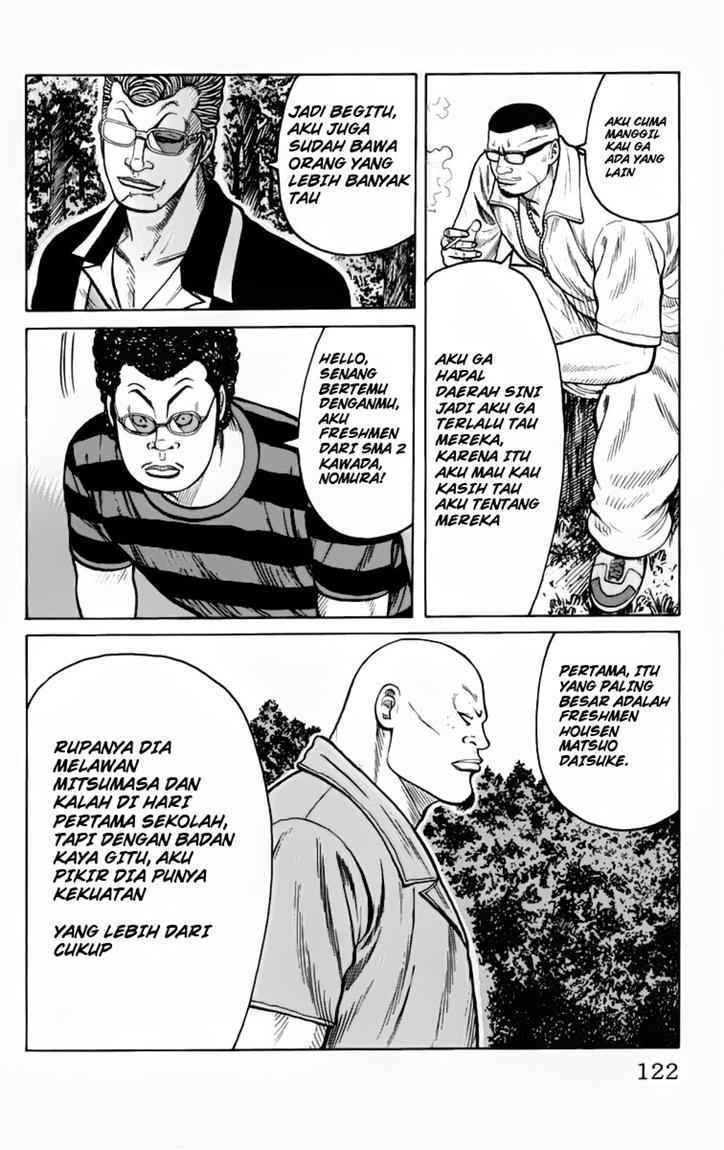 AKU CUMA
MANGGIL
KAU GA
ADA YANG
LAIN
AKU GA
HAPAL
DAERAH SINI
JADI AKU GA
TERLALU TAU
MEREKA,
KARENA ITU
AKU MAU KAU
KASIH TAU
AKU TENTANG
MEREKA
JADI BEGITU,
AKU JUGA
SUDAH BAWA
ORANG YANG
LEBIH BANYAK
TAU
HELLO,
SENANG
BERTEMU
DENGANMU,
AKU
FRESHMEN
DARI SMA 2
KAWADA,
NOMURA!
PERTAMA, ITU
YANG PALING
BESAR ADALAH
FRESHMEN
HOUSEN
MATSUO
DAISUKE.
RUPANYA DIA
MELAWAN
MITSUMASA DAN
KALAH DI HARI
PERTAMA SEKOLAH,
TAPI DENGAN BADAN
KAYA GITU, AKU
PIKIR DIA PUNYA
KEKUATAN
YANG LEBIH DARI
CUKUP
122